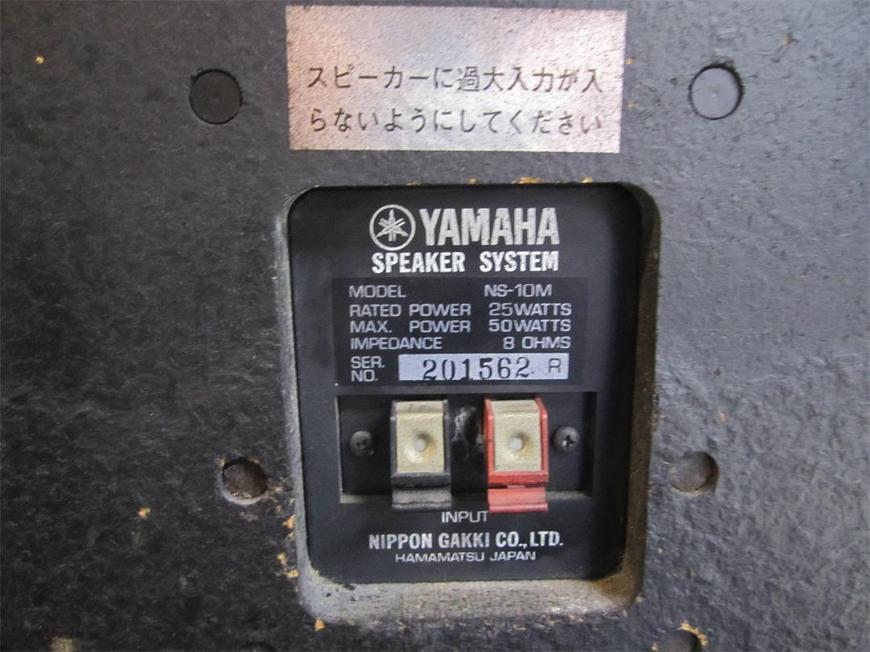 スピーカーに過大入力が入
らないようにしてください
YAMAHA
SPEAKER SYSTEM
MODEL NS-10M
RATED POWER 25WATTS
MAX. POWER 50WATTS
IMPEDANCE 8 OHMS
SER. NO. 201562 R
INPUT
NIPPON GAKKI CO., LTD.
HAMAMATSU JAPAN